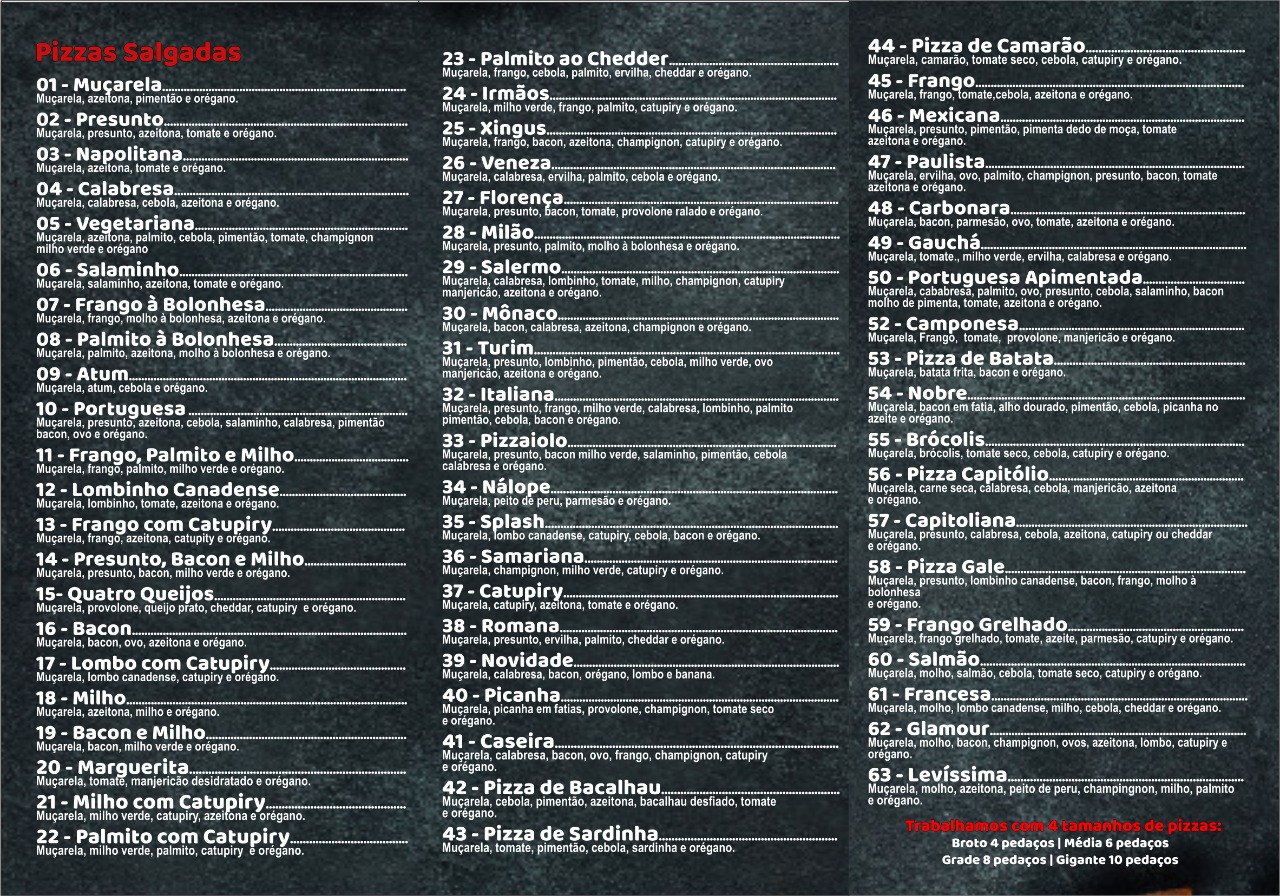 Pizzas Salgadas
01 - Muçarela
Muçarela, azeitona, pimentão e orégano.
02 - Presunto
Muçarela, presunto, azeitona, tomate e orégano.
03 - Napolitana
Muçarela, azeitona, tomate e orégano.
04 - Calabresa
Muçarela, calabresa, cebola, azeitona e orégano.
05 - Vegetariana
Muçarela, azeitona, palmito, cebola, pimentão, tomate, champignon
milho verde e orégano
06 - Salaminho
Muçarela, salaminho, azeitona, tomate e orégano.
07 - Frango à Bolonhesa
Muçarela, frango, molho à bolonhesa, azeitona e orégano.
08 - Palmito à Bolonhesa
Muçarela, palmito, azeitona, molho à bolonhesa e orégano.
09 - Atum
Muçarela, atum, cebola e orégano.
10 - Portuguesa
Muçarela, presunto, azeitona, cebola, salaminho, calabresa, pimentão
bacon, ovo e orégano.
11 - Frango, Palmito e Milho
Muçarela, frango, palmito, milho verde e orégano.
12 - Lombinho Canadense
Muçarela, lombinho, tomate, azeitona e orégano.
13 - Frango com Catupiry
Muçarela, frango, azeitona, catupity e orégano.
14 - Presunto, Bacon e Milho
Muçarela, presunto, bacon, milho verde e orégano.
15- Quatro Queijos
Muçarela, provolone, queijo prato, cheddar, catupiry e orégano.
16 - Bacon
Muçarela, bacon, ovo, azeitona e orégano.
17 - Lombo com Catupiry
Muçarela, lombo canadense, catupiry e orégano.
18 - Milho
Muçarela, azeitona, milho e orégano.
19 - Bacon e Milho
Muçarela, bacon, milho verde e orégano.
20 - Marguerita
Muçarela, tomate, manjericão desidratado e orégano.
21 - Milho com Catupiry
Muçarela, milho verde, catupiry, azeitona e orégano.
22 - Palmito com Catupiry
Muçarela, milho verde, palmito, catupiry e orégano.
23 - Palmito ao Chedder
Muçarela, frango, cebola, palmito, ervilha, cheddar e orégano.
24 - Irmãos
Muçarela, milho verde, frango, palmito, catupiry e orégano.
25 - Xingus
Muçarela, frango, bacon, azeitona, champignon, catupiry e orégano.
26 - Veneza
Muçarela, calabresa, ervilha, palmito, cebola e orégano.
27 - Florença
Muçarela, presunto, bacon, tomate, provolone ralado e orégano.
28 - Milão
Muçarela, presunto, palmito, molho à bolonhesa e orégano.
29 - Salermo
Muçarela, calabresa, lombinho, tomate, milho, champignon, catupiry
manjericão, azeitona e orégano.
30 - Mônaco
Muçarela, bacon, calabresa, azeitona, champignon e orégano.
31 - Turim
Muçarela, presunto, lombinho, pimentão, cebola, milho verde, ovo
manjericão, azeitona e orégano.
32 - Italiana
Muçarela, presunto, frango, milho verde, calabresa, lombinho, palmito
pimentão, cebola, bacon e orégano.
33 - Pizzaiolo
Muçarela, presunto, bacon milho verde, salaminho, pimentão, cebola
calabresa e orégano.
34 - Nálope
Muçarela, peito de peru, parmesão e orégano.
35 - Splash
Muçarela, lombo canadense, catupiry, cebola, bacon e orégano.
36 - Samariana
Muçarela, champignon, milho verde, catupiry e orégano.
37 - Catupiry
Muçarela, catupiry, azeitona, tomate e orégano.
38 - Romana
Muçarela, presunto, ervilha, palmito, cheddar e orégano.
39 - Novidade
Muçarela, calabresa, bacon, orégano, lombo e banana.
40 - Picanha
Muçarela, picanha em fatias, provolone, champignon, tomate seco
e orégano.
41 - Caseira
Muçarela, calabresa, bacon, ovo, frango, champignon, catupiry
e orégano.
42 - Pizza de Bacalhau
Muçarela, cebola, pimentão, azeitona, bacalhau desfiado, tomate
e orégano.
43 - Pizza de Sardinha
Muçarela, tomate, pimentão, cebola, sardinha e orégano.
44 - Pizza de Camarão
Muçarela, camarão, tomate seco, cebola, catupiry e orégano.
45 - Frango
Muçarela, frango, tomate,cebola, azeitona e orégano.
46 - Mexicana
Muçarela, presunto, pimentão, pimenta dedo de moça, tomate
azeitona e orégano.
47 - Paulista
Muçarela, ervilha, ovo, palmito, champignon, presunto, bacon, tomate
azeitona e orégano.
48 - Carbonara
Muçarela, bacon, parmesão, ovo, tomate, azeitona e orégano.
49 - Gauchá
Muçarela, tomate., milho verde, ervilha, calabresa e orégano.
50 - Portuguesa Apimentada
Muçarela, cababresa, palmito, ovo, presunto, cebola, salaminho, bacon
molho de pimenta, tomate, azeitona e orégano.
52 - Camponesa
Muçarela, Frango, tomate, provolone, manjericão e orégano.
53 - Pizza de Batata
Muçarela, batata frita, bacon e orégano.
54 - Nobre
Muçarela, bacon em fatia, alho dourado, pimentão, cebola, picanha no
azeite e orégano.
55 - Brócolis
Muçarela, brócolis, tomate seco, cebola, catupiry e orégano.
56 - Pizza Capitólio
Muçarela, carne seca, calabresa, cebola, manjericão, azeitona
e orégano.
57 - Capitoliana
Muçarela, presunto, calabresa, cebola, azeitona, catupiry ou cheddar
e orégano.
58 - Pizza Gale
Muçarela, presunto, lombinho canadense, bacon, frango, molho à
bolonhesa
e orégano.
59 - Frango Grelhado
Muçarela, frango grelhado, tomate, azeite, parmesão, catupiry e orégano.
60 - Salmão
Muçarela, molho, salmão, cebola, tomate seco, catupiry e orégano.
61 - Francesa
Muçarela, molho, lombo canadense, milho, cebola, cheddar e orégano.
62 - Glamour
Muçarela, molho, bacon, champignon, ovos, azeitona, lombo, catupiry e
orégano.
63 - Levíssima
Muçarela, molho, azeitona, peito de peru, champingnon, milho, palmito
e orégano.
Trabalhamos com 4 tamanhos de pizzas:
Broto 4 pedaços | Média 6 pedaços
Grade 8 pedaços | Gigante 10 pedaços